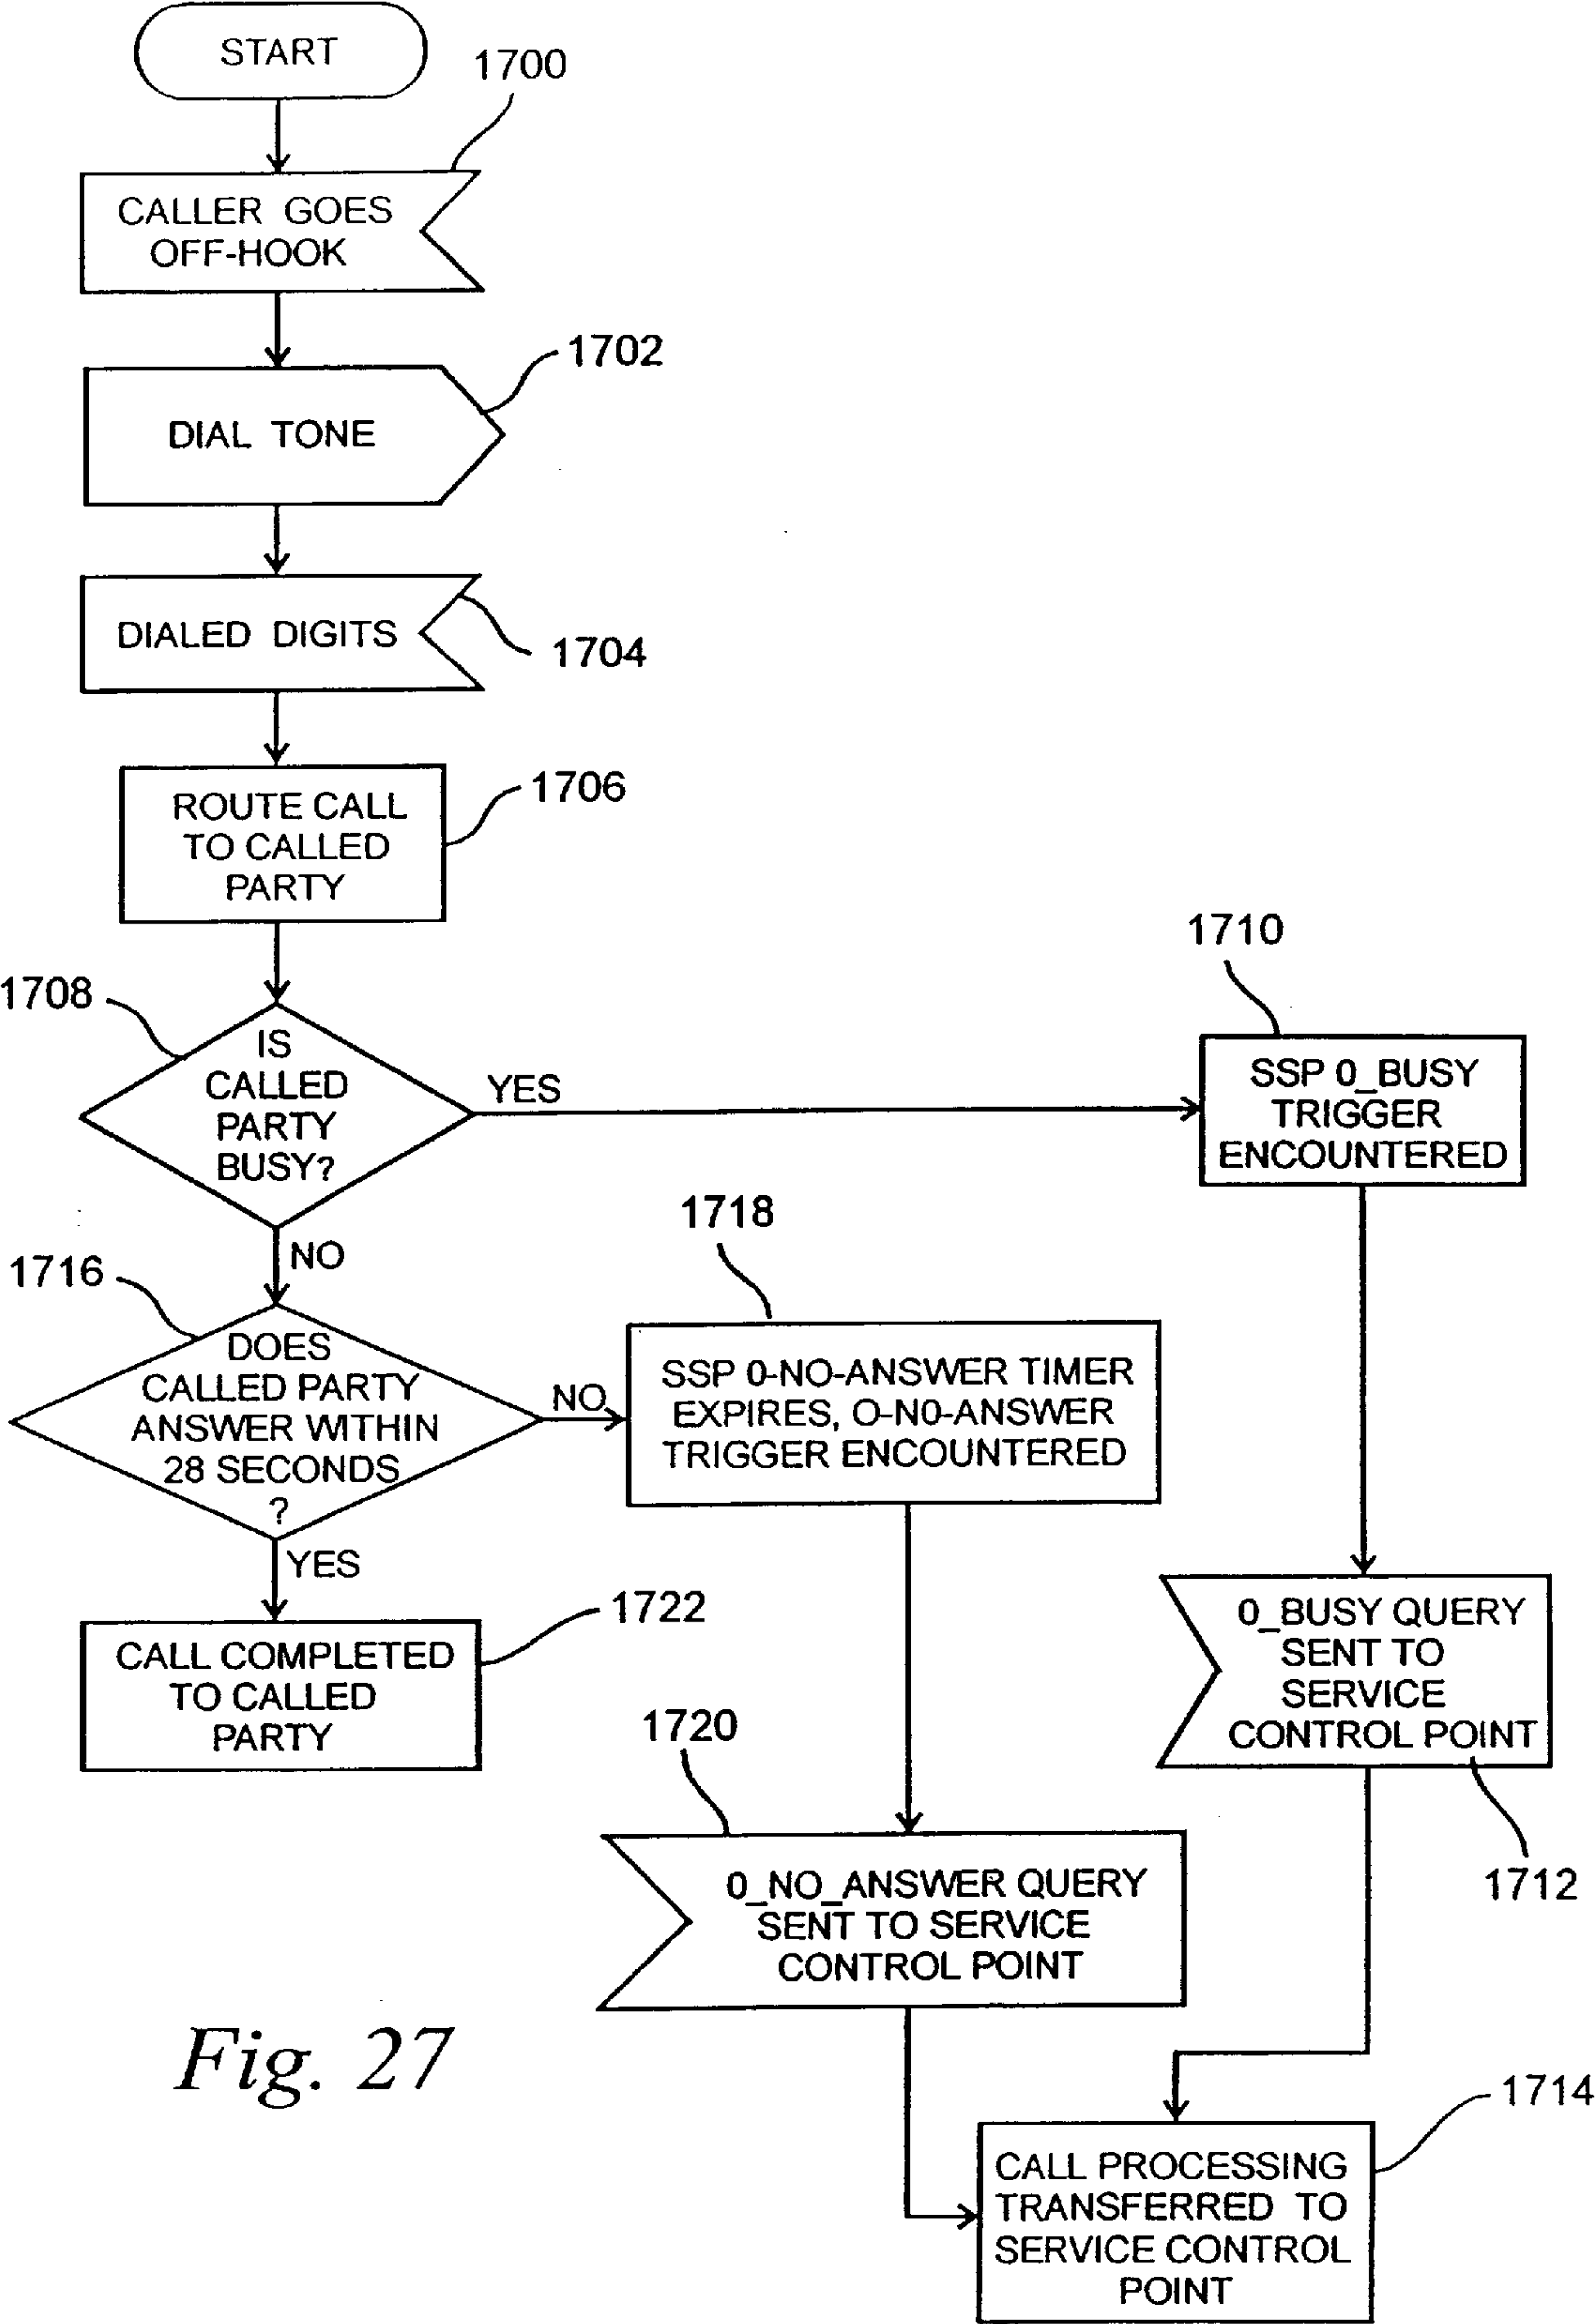 START
1700
CALLER GOES
OFF-HOOK
1702
DIAL TONE
DIALED DIGITS
1704
1706
ROUTE CALL
TO CALLED
PARTY
1710
1708
IS
CALLED
PARTY
BUSY?
YES
SSP 0_BUSY
TRIGGER
ENCOUNTERED
NO
1718
1716
DOES
CALLED PARTY
ANSWER WITHIN
28 SECONDS
?
NO
SSP 0-NO-ANSWER TIMER
EXPIRES, O-N0-ANSWER
TRIGGER ENCOUNTERED
YES
1722
CALL COMPLETED
TO CALLED
PARTY
0_BUSY QUERY
SENT TO
SERVICE
CONTROL POINT
1712
1720
0_NO_ANSWER QUERY
SENT TO SERVICE
CONTROL POINT
Fig. 27
1714
CALL PROCESSING
TRANSFERRED TO
SERVICE CONTROL
POINT